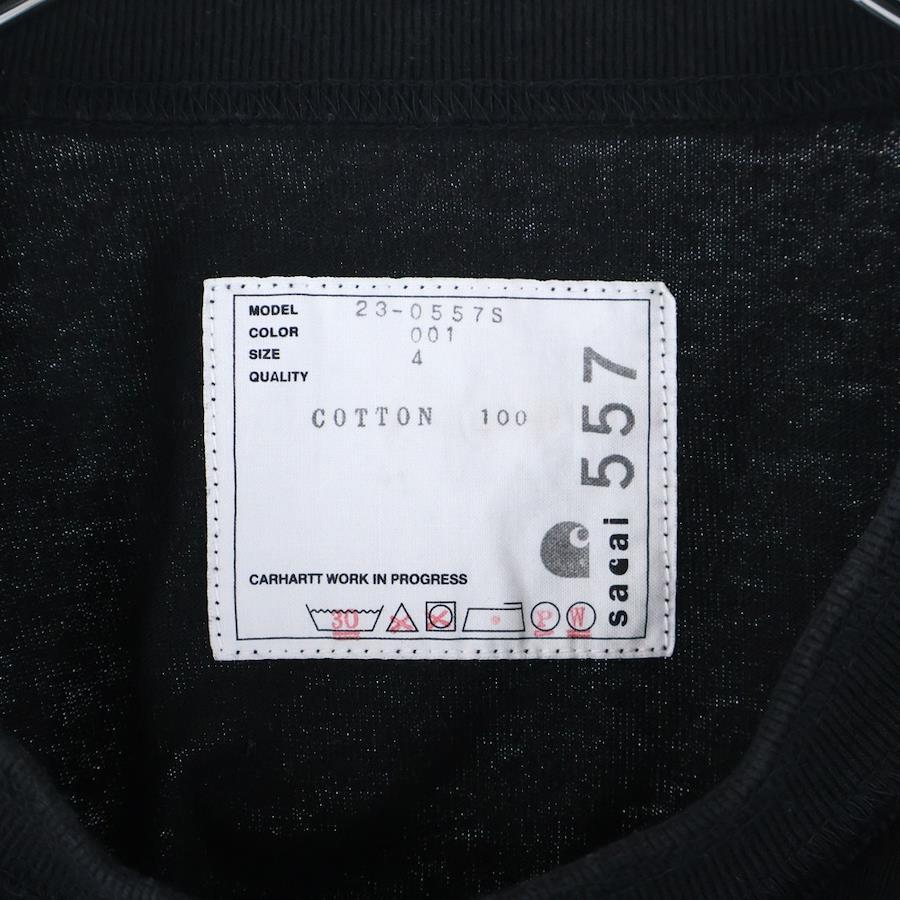 MODEL 23-0557S
COLOR 001
SIZE 4
QUALITY
COTTON 100
CARHARTT WORK IN PROGRESS
30 P W
sacai 557